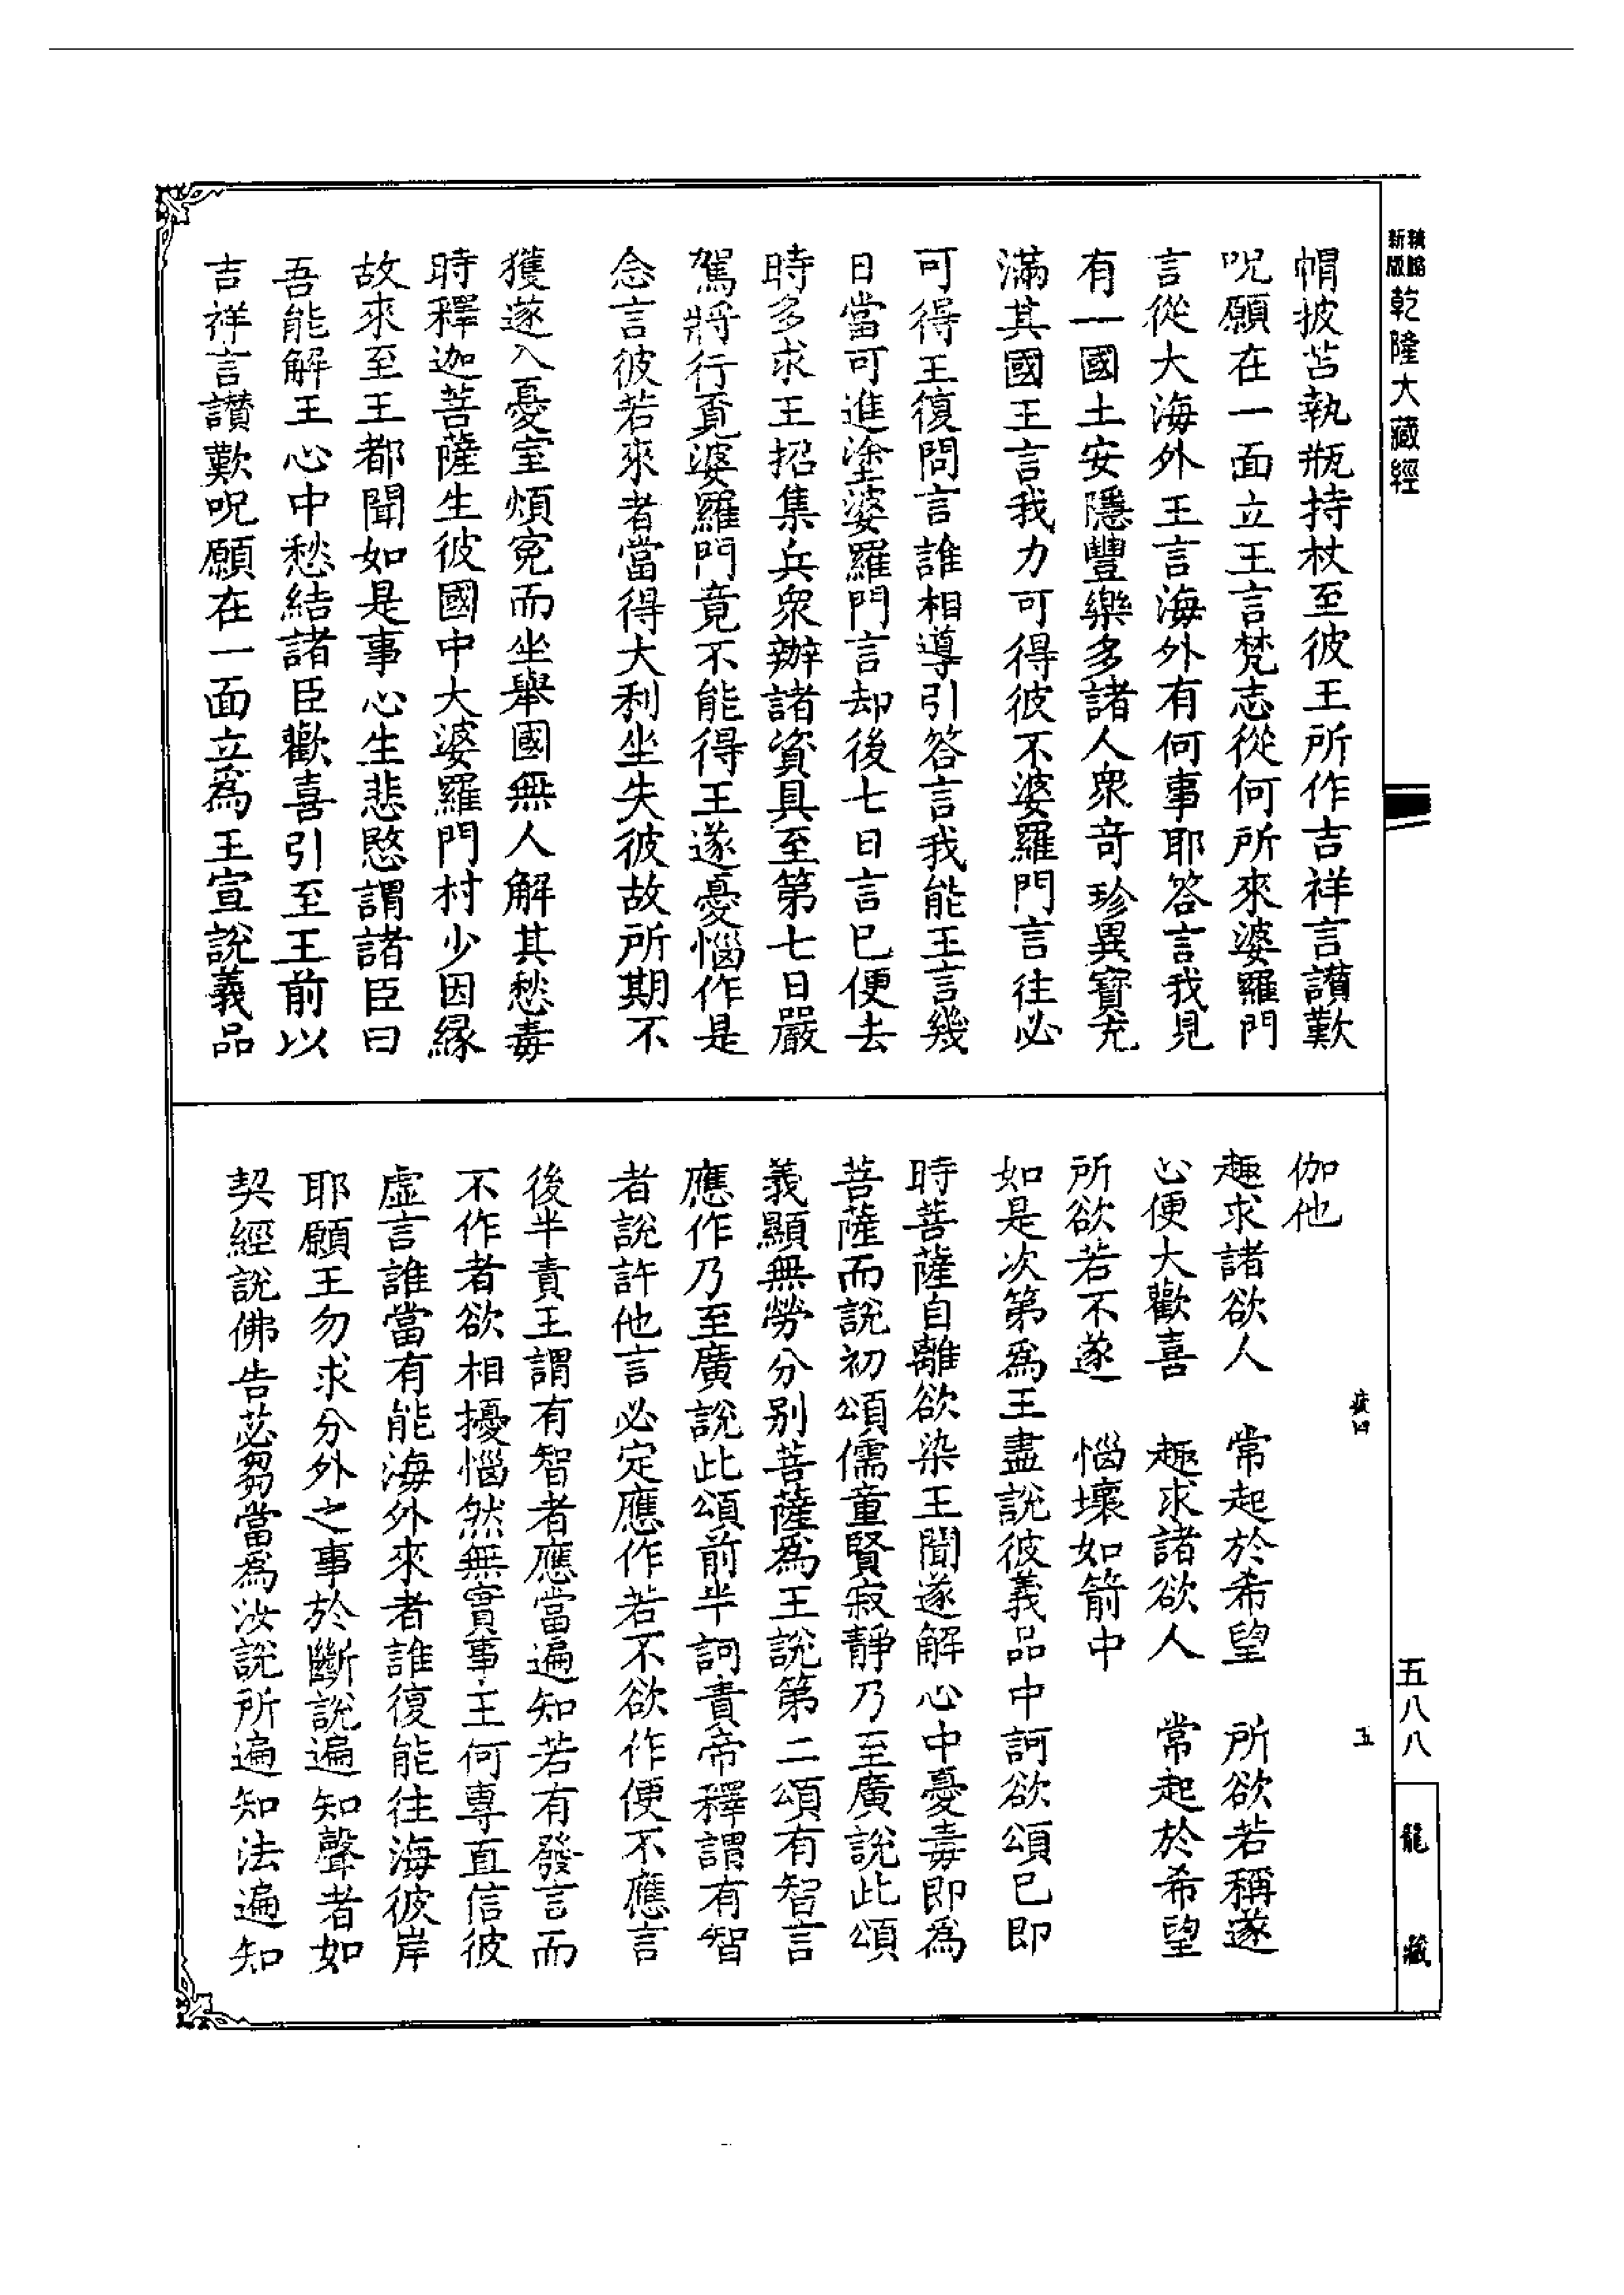 新版精縮
乾隆大藏經
帽披苫執瓶持杖至彼王所作吉祥言讃歎
呪願在一面立王言梵志從何所來婆羅門
言從大海外王言海外有何事耶答言我見
有一國土安隱豐樂多諸人衆竒珍異寳充
滿其國王言我力可得彼不婆羅門言往必
可得王復問言誰相導引答言我能王言幾
日當可進塗婆羅門言却後七日言巳便去
時多求王招集兵衆辦諸資具至第七日嚴
駕將行覔婆羅門竟不能得王遂憂惱作是
念言彼若來者當得大利坐失彼故所期不
獲遂入憂室煩寃而坐舉國無人解其愁毒
時釋迦菩薩生彼國中大婆羅門村少因縁
故來至王都聞如是事心生悲愍謂諸臣曰
吾能解王心中愁結諸臣歡喜引至王前以
吉祥言讃歎呪願在一面立爲王宣說義品
伽他
趣求諸欲人　常起於希望　所欲若稱遂
心便大歡喜　趣求諸欲人　常起於希望
所欲若不遂　惱壞如箭中
如是次第爲王盡說彼義品中訶欲頌已即
時菩薩自離欲染王聞遂解心中憂毒即爲
菩薩而說初頌儒童賢寂靜乃至廣說此頌
義顯無勞分别菩薩爲王說第二頌有智言
應作乃至廣說此頌前半訶責帝釋謂有智
者說許他言必定應作若不欲作便不應言
後半責王謂有智者應當遍知若有發言而
不作者欲相擾惱然無實事王何專直信彼
虛言誰當有能海外來者誰復能往海彼岸
耶願王勿求分外之事於斷說遍知聲者如
契經說佛告苾芻當爲汝說所遍知法遍知
五
五八八
龍藏